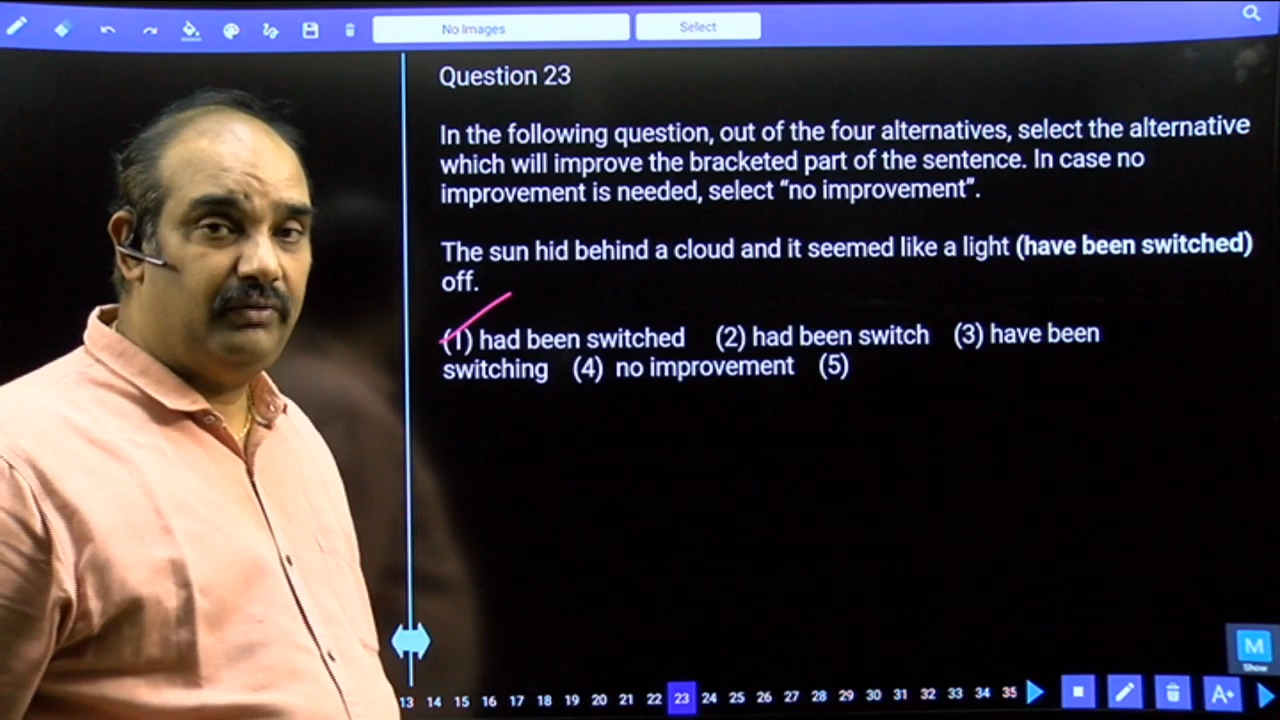 No Images
Select
Question 23
In the following question, out of the four alternatives, select the alternative
which will improve the bracketed part of the sentence. In case no
improvement is needed, select “no improvement”.
The sun hid behind a cloud and it seemed like a light (have been switched)
off.
(1) had been switched (2) had been switch (3) have been
switching (4) no improvement (5)
M
Show
13 14 15 16 17 18 19 20 21 22 23 24 25 26 27 28 29 30 31 32 33 34 35
A+